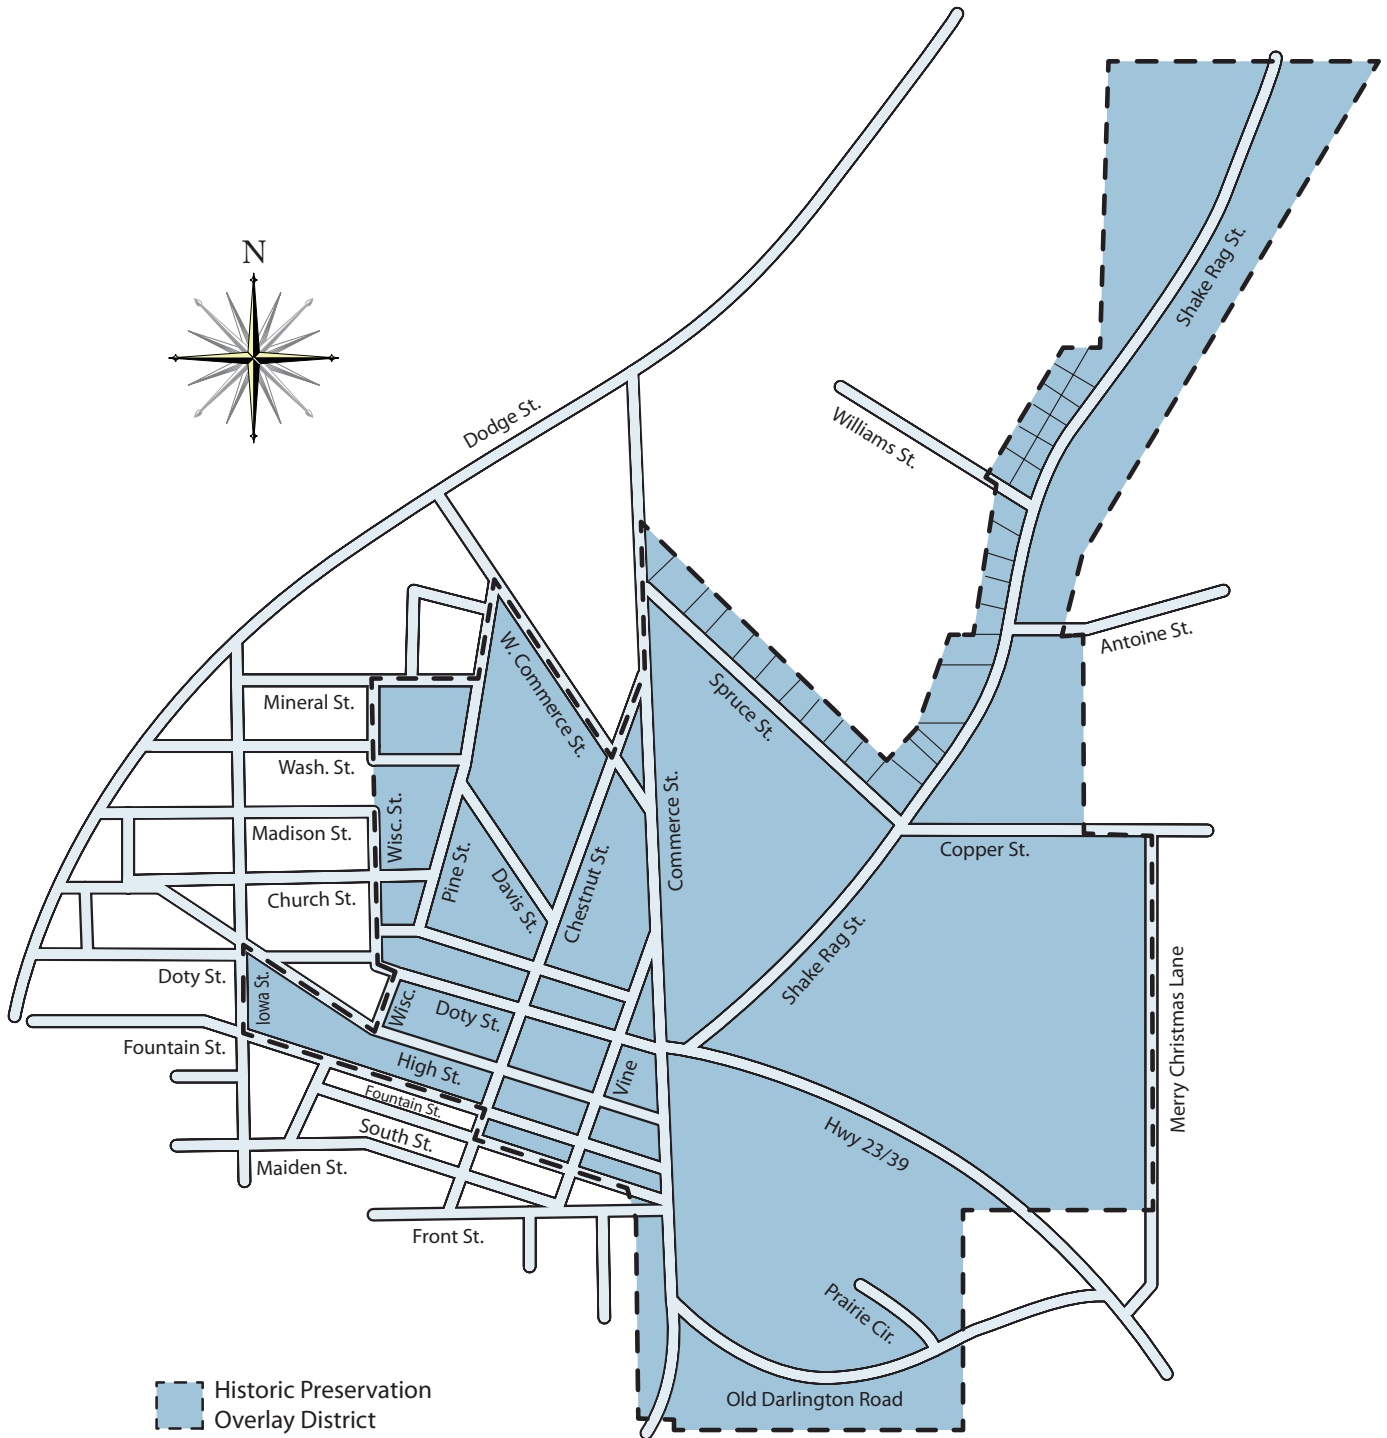 N
Dodge St.
Shake Rag St.
Williams St.
Antoine St.
W. Commerce St.
Mineral St.
Spruce St.
Wash. St.
Commerce St.
Wisc. St.
Madison St.
Copper St.
Pine St.
Davis St.
Chestnut St.
Church St.
Shake Rag St.
Doty St.
Iowa St.
Wisc.
Doty St.
Merry Christmas Lane
Fountain St.
High St.
Vine
Fountain St.
South St.
Hwy 23/39
Maiden St.
Front St.
Prairie Cir.
Old Darlington Road
Historic Preservation
Overlay District